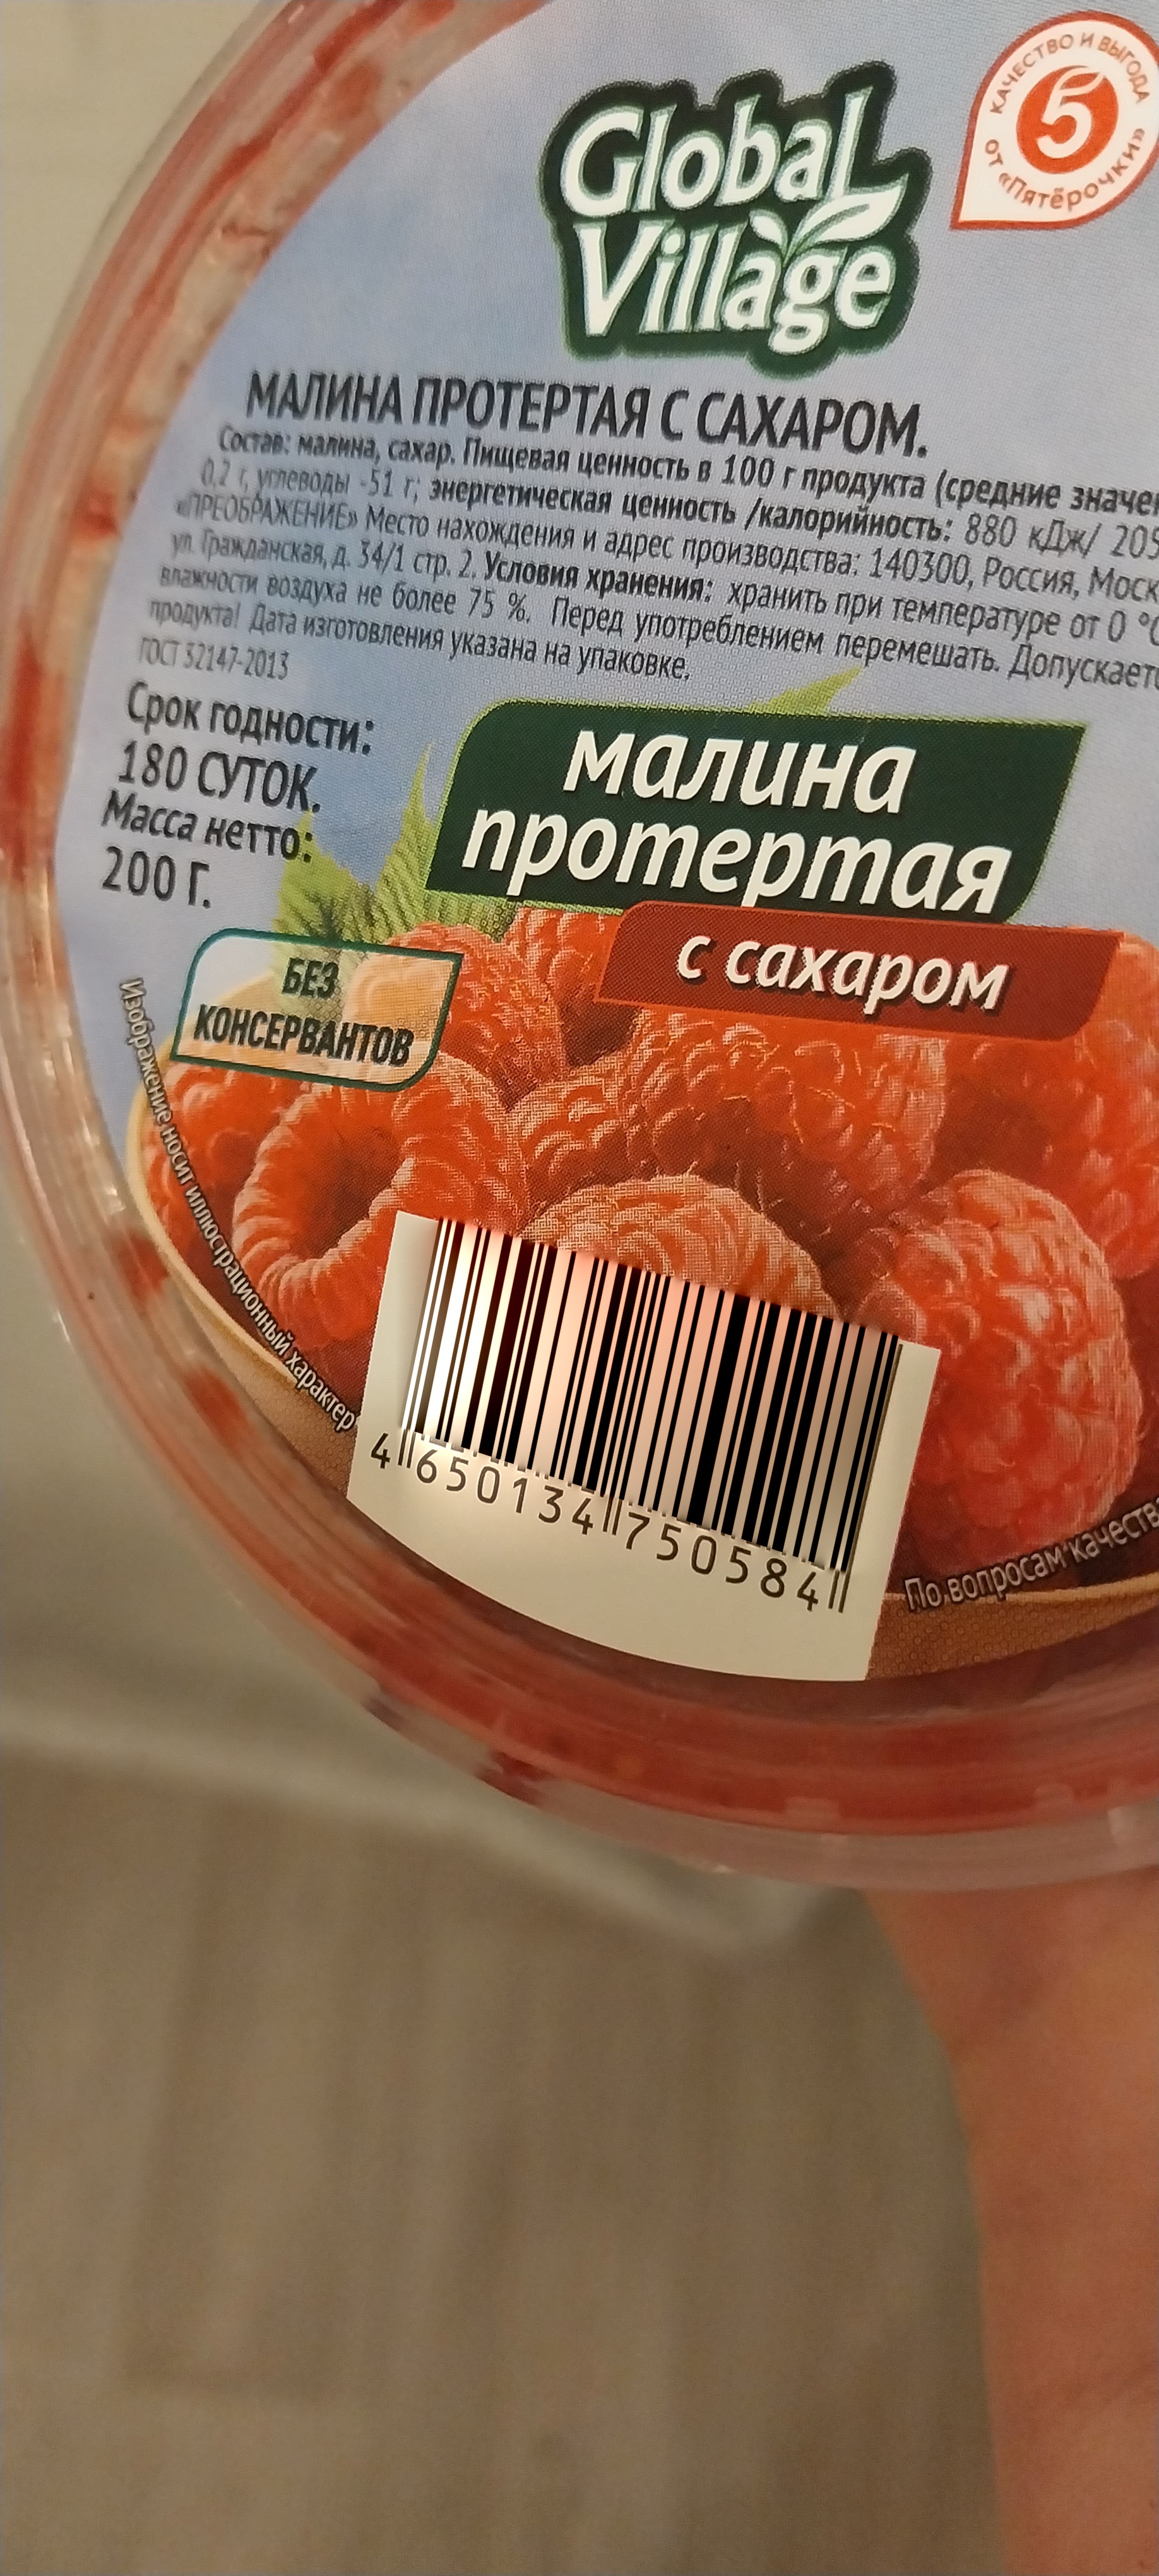 Global
Village
КАЧЕСТВО И ВЫГОДА
5
ОТ «Пятёрочки»
МАЛИНА ПРОТЕРТАЯ С САХАРОМ.
Состав: малина, сахар. Пищевая ценность в 100 г продукта (средние
0,2 г, углеводы -51 г; энергетическая ценность /калорийность: 880 кДж/ 205
«ПРЕОБРАЖЕНИЕ» Место нахождения и адрес производства: 140300, Россия,
ул. Гражданская, д. 34/1 стр. 2. Условия хранения: хранить при температуре от 0
влажности воздуха не более 75 %. Перед употреблением перемешать.
продукта! Дата изготовления указана на упаковке.
ГОСТ 32147-2013
Срок годности:
180 СУТОК.
Масса нетто:
200 Г.
малина
протертая
с сахаром
БЕЗ
КОНСЕРВАНТОВ
Изображение носит иллюстрационный характер
4 650134 750584
По вопросам качества